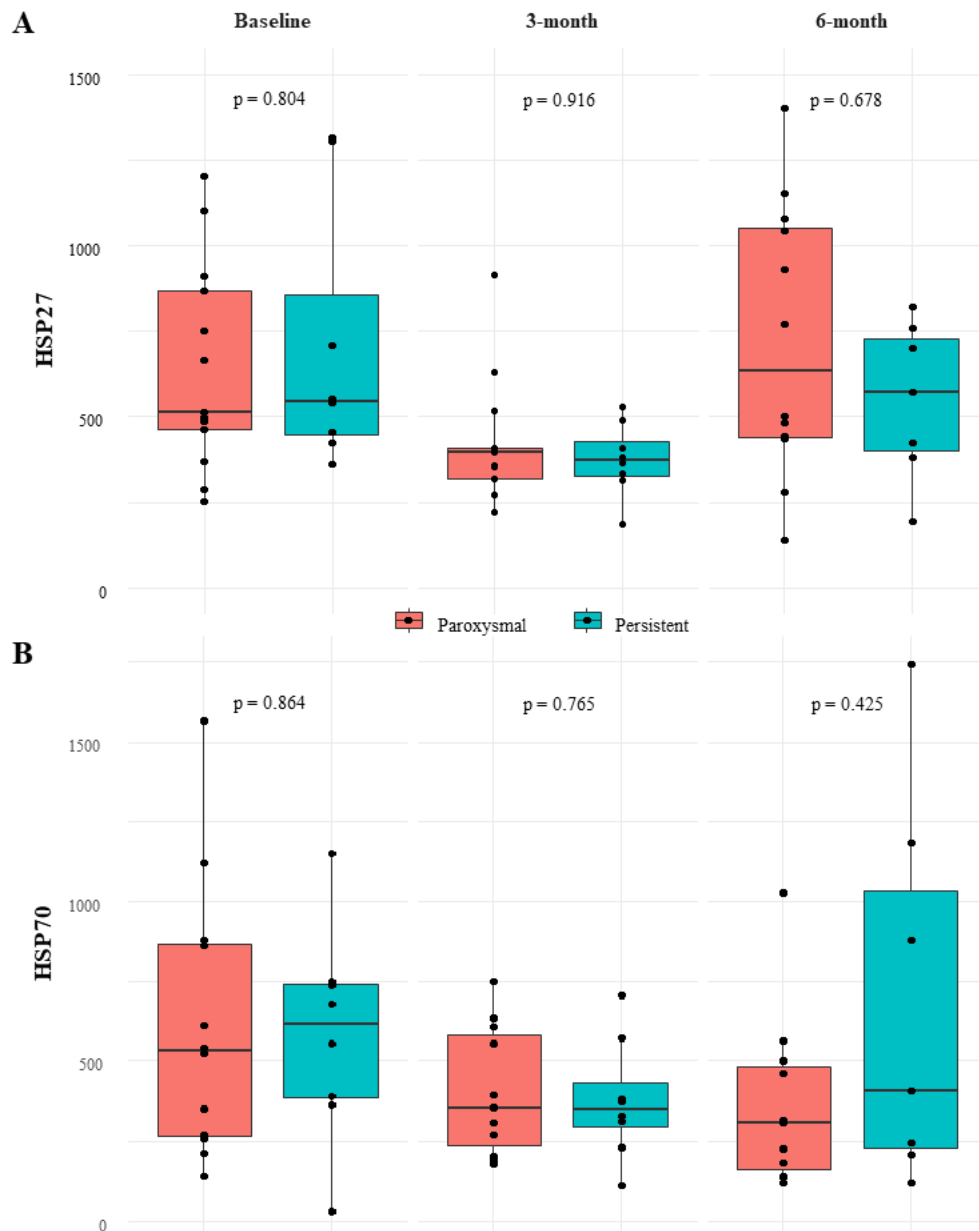 A
Baseline 3-month 6-month
1500
p = 0.804 p = 0.916 p = 0.678
1000
HSP27
500
0
Paroxysmal Persistent
B
p = 0.864 p = 0.765 p = 0.425
1500
1000
HSP70
500
0